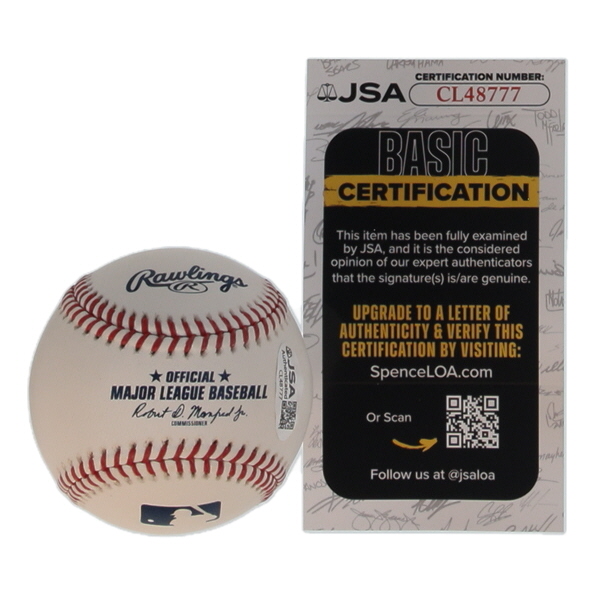 Rawlings
R
★ OFFICIAL ★
MAJOR LEAGUE BASEBALL
Robert D. Manfred Jr.
COMMISSIONER
JSA
Authenticated
CL48777
JSA
CERTIFICATION NUMBER:
CL48777
BASIC
CERTIFICATION
This item has been fully examined
by JSA, and it is the considered
opinion of our expert authenticators
that the signature(s) is/are genuine.
UPGRADE TO A LETTER OF
AUTHENTICITY & VERIFY THIS
CERTIFICATION BY VISITING:
SpenceLOA.com
Or Scan
Follow us at @jsaloa